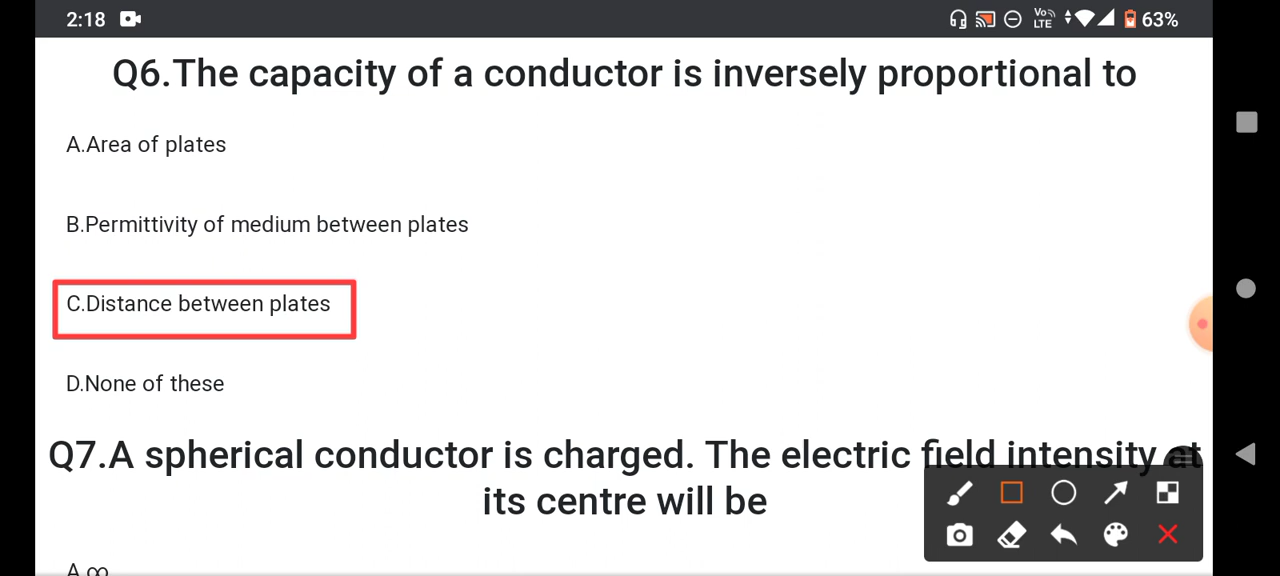 2:18
Vo
LTE
63%
Q6.The capacity of a conductor is inversely proportional to
A.Area of plates
B.Permittivity of medium between plates
C.Distance between plates
D.None of these
Q7.A spherical conductor is charged. The electric field intensity at
its centre will be
A.∞